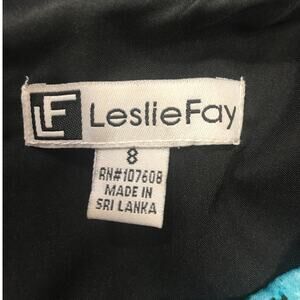 LF LeslieFay
8
RN#107608
MADE IN
SRI LANKA